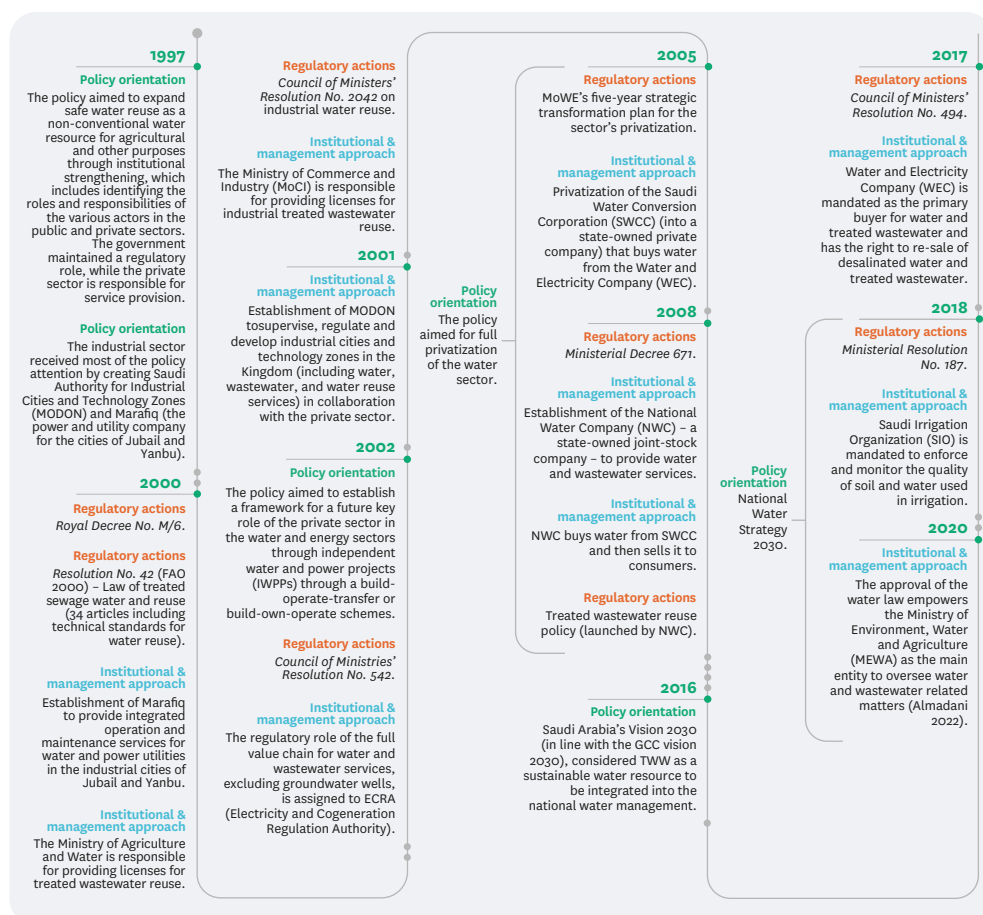 1997
Policy orientation
The policy aimed to expand
safe water reuse as a
non-conventional water
resource for agricultural
and other purposes
through institutional
strengthening, which
includes identifying the
roles and responsibilities of
the various actors in the
public and private sectors.
The government
maintained a regulatory
role, while the private
sector is responsible for
service provision.
Policy orientation
The industrial sector
received most of the policy
attention by creating Saudi
Authority for Industrial
Cities and Technology Zones
(MODON) and Marafiq (the
power and utility company
for the cities of Jubail and
Yanbu).
2000
Regulatory actions
Royal Decree No. M/6.
Regulatory actions
Resolution No. 42 (FAO
2000) – Law of treated
sewage water and reuse
(34 articles including
technical standards for
water reuse).
Institutional &
management approach
Establishment of Marafiq
to provide integrated
operation and
maintenance services for
water and power utilities
in the industrial cities of
Jubail and Yanbu.
Institutional &
management approach
The Ministry of Agriculture
and Water is responsible
for providing licenses for
treated wastewater reuse.
Regulatory actions
Council of Ministers'
Resolution No. 2042 on
industrial water reuse.
Institutional &
management approach
The Ministry of Commerce and
Industry (MoCI) is responsible
for providing licenses for
industrial treated wastewater
reuse.
2001
Institutional &
management approach
Establishment of MODON
tosupervise, regulate and
develop industrial cities and
technology zones in the
Kingdom (including water,
wastewater, and water reuse
services) in collaboration
with the private sector.
2002
Policy orientation
The policy aimed to establish
a framework for a future key
role of the private sector in
the water and energy sectors
through independent
water and power projects
(IWPPs) through a build-
operate-transfer or
build-own-operate schemes.
Regulatory actions
Council of Ministries'
Resolution No. 542.
Institutional &
management approach
The regulatory role of the full
value chain for water and
wastewater services,
excluding groundwater wells,
is assigned to ECRA
(Electricity and Cogeneration
Regulation Authority).
Policy
orientation
The policy
aimed for full
privatization
of the water
sector.
2005
Regulatory actions
MoWE's five-year strategic
transformation plan for the
sector's privatization.
Institutional &
management approach
Privatization of the Saudi
Water Conversion
Corporation (SWCC) (into a
state-owned private
company) that buys water
from the Water and
Electricity Company (WEC).
2008
Regulatory actions
Ministerial Decree 671.
Institutional &
management approach
Establishment of the National
Water Company (NWC) – a
state-owned joint-stock
company – to provide water
and wastewater services.
Institutional &
management approach
NWC buys water from SWCC
and then sells it to
consumers.
Regulatory actions
Treated wastewater reuse
policy (launched by NWC).
2016
Policy orientation
Saudi Arabia's Vision 2030
(in line with the GCC vision
2030), considered TWW as a
sustainable water resource to
be integrated into the
national water management.
2017
Regulatory actions
Council of Ministers'
Resolution No. 494.
Institutional &
management approach
Water and Electricity
Company (WEC) is
mandated as the primary
buyer for water and
treated wastewater and
has the right to re-sale of
desalinated water and
treated wastewater.
Policy
orientation
National
Water
Strategy
2030.
2018
Regulatory actions
Ministerial Resolution
No. 187.
Institutional &
management approach
Saudi Irrigation
Organization (SIO) is
mandated to enforce
and monitor the quality
of soil and water used
in irrigation.
2020
Institutional &
management approach
The approval of the
water law empowers
the Ministry of
Environment, Water
and Agriculture
(MEWA) as the main
entity to oversee water
and wastewater related
matters (Almadani
2022).